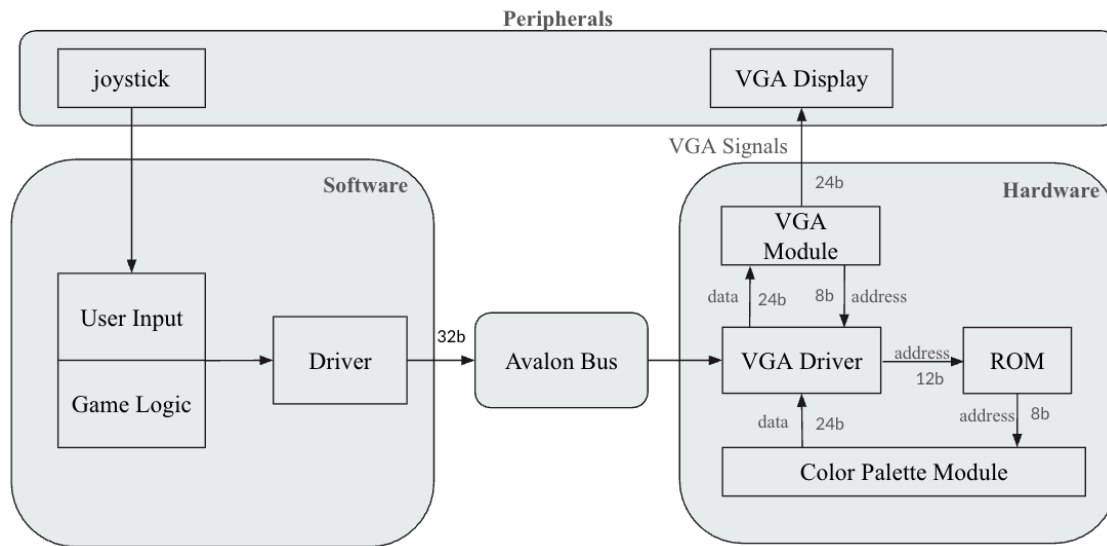 Peripherals
joystick
VGA Display
VGA Signals
Software
24b
Hardware
VGA
Module
data
24b
8b
address
User Input
Game Logic
Driver
32b
Avalon Bus
VGA Driver
address
12b
ROM
data
24b
address
8b
Color Palette Module